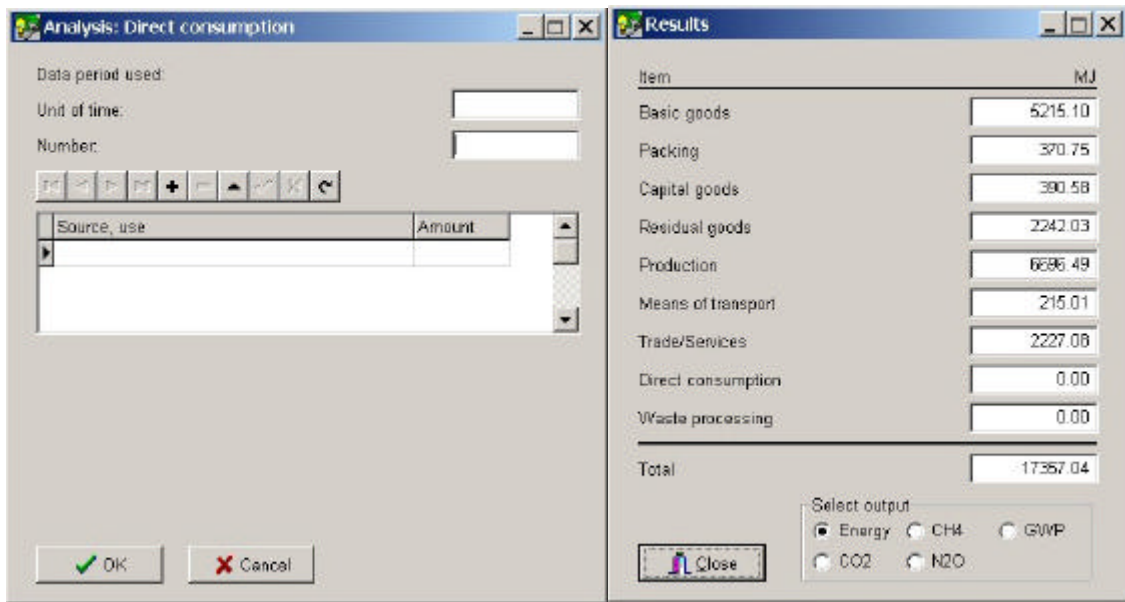 Analysis: Direct consumption
Data period used:
Unit of time:
Number:
Source, use Amount
OK Cancel
Results
Item MJ
Basic goods 5215.10
Packing 370.75
Capital goods 390.58
Residual goods 2242.03
Production 6696.49
Means of transport 215.01
Trade/Services 2227.08
Direct consumption 0.00
Waste processing 0.00
Total 17357.04
Select output
Energy CH4 GWP
CO2 N2O
Close